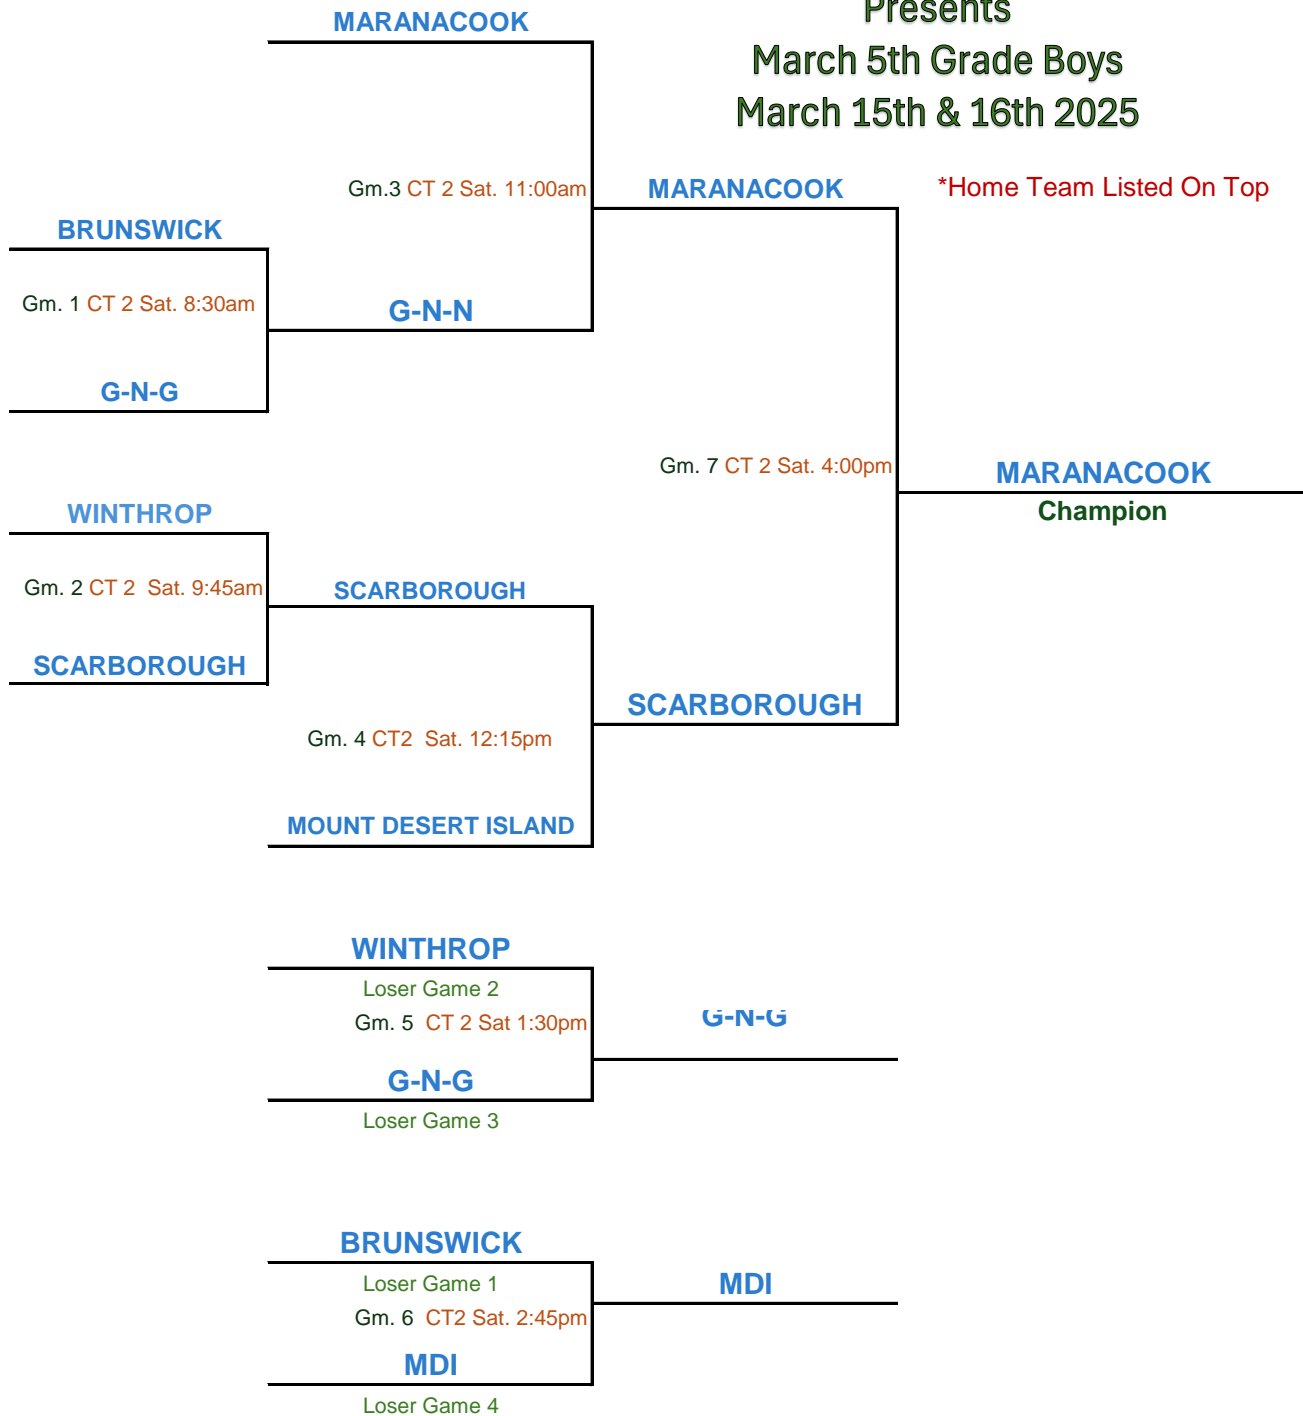 Presents
March 5th Grade Boys
March 15th & 16th 2025
*Home Team Listed On Top
MARANACOOK
Gm.3 CT 2 Sat. 11:00am
MARANACOOK
BRUNSWICK
Gm. 1 CT 2 Sat. 8:30am
G-N-N
G-N-G
Gm. 7 CT 2 Sat. 4:00pm
MARANACOOK
Champion
WINTHROP
Gm. 2 CT 2  Sat. 9:45am
SCARBOROUGH
SCARBOROUGH
SCARBOROUGH
Gm. 4 CT2  Sat. 12:15pm
MOUNT DESERT ISLAND
WINTHROP
Loser Game 2
Gm. 5  CT 2 Sat 1:30pm
G-N-G
G-N-G
Loser Game 3
BRUNSWICK
Loser Game 1
MDI
Gm. 6  CT2 Sat. 2:45pm
MDI
Loser Game 4